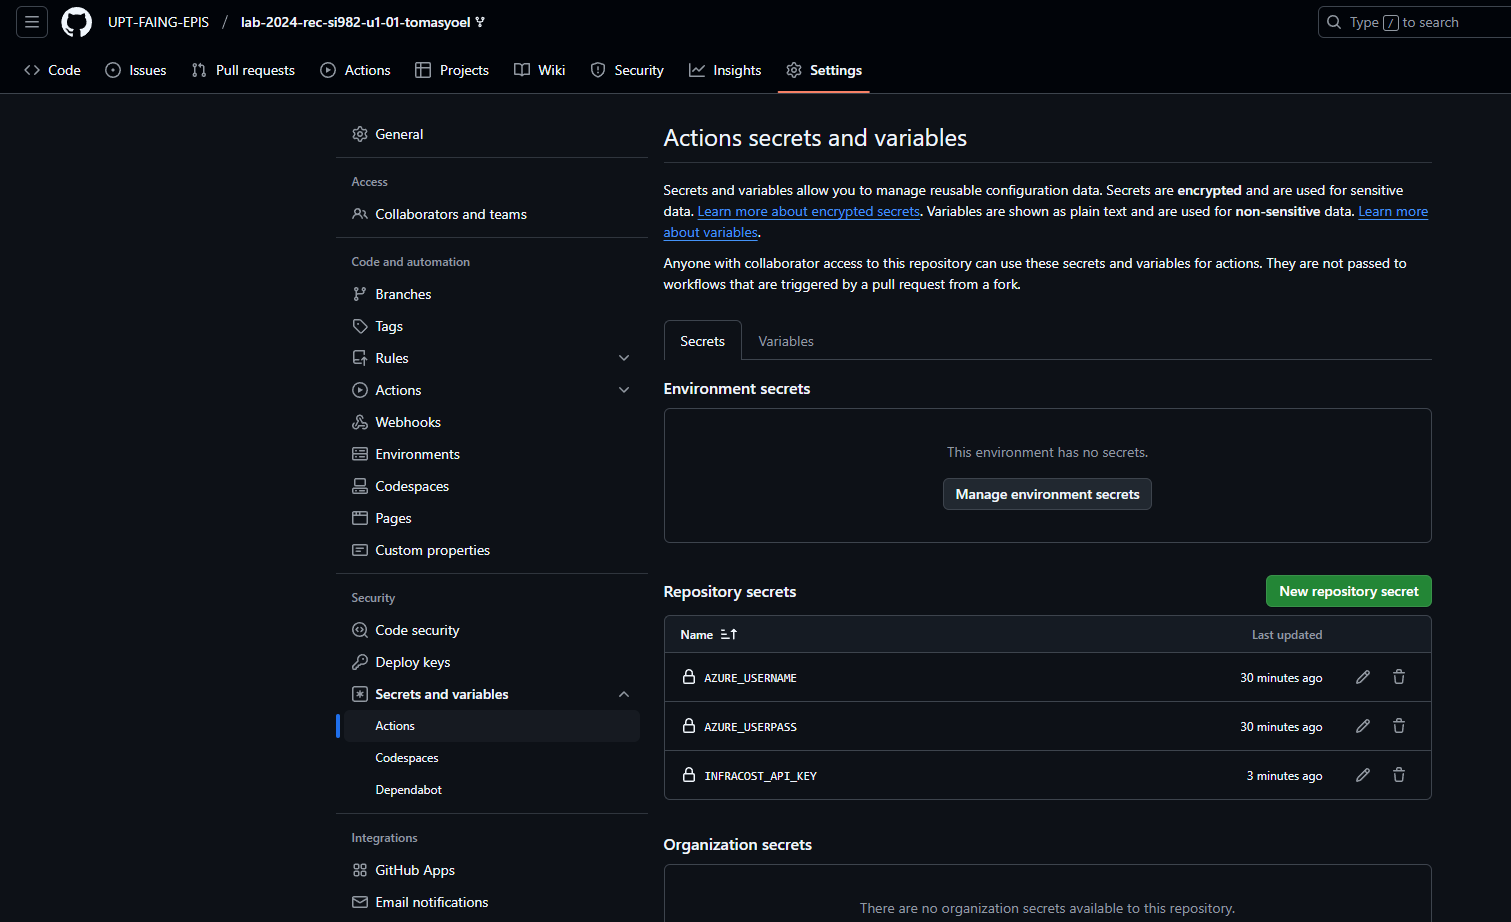 UPT-FAING-EPIS / lab-2024-rec-si982-u1-01-tomasyoel
Type / to search
Code Issues Pull requests Actions Projects Wiki Security Insights Settings
General
Access
Collaborators and teams
Code and automation
Branches
Tags
Rules
Actions
Webhooks
Environments
Codespaces
Pages
Custom properties
Security
Code security
Deploy keys
Secrets and variables
Actions
Codespaces
Dependabot
Integrations
GitHub Apps
Email notifications
Actions secrets and variables
Secrets and variables allow you to manage reusable configuration data. Secrets are encrypted and are used for sensitive
data. Learn more about encrypted secrets. Variables are shown as plain text and are used for non-sensitive data. Learn more
about variables.
Anyone with collaborator access to this repository can use these secrets and variables for actions. They are not passed to
workflows that are triggered by a pull request from a fork.
Secrets Variables
Environment secrets
This environment has no secrets.
Manage environment secrets
Repository secrets
New repository secret
Name Last updated
AZURE_USERNAME 30 minutes ago
AZURE_USERPASS 30 minutes ago
INFRACOST_API_KEY 3 minutes ago
Organization secrets
There are no organization secrets available to this repository.